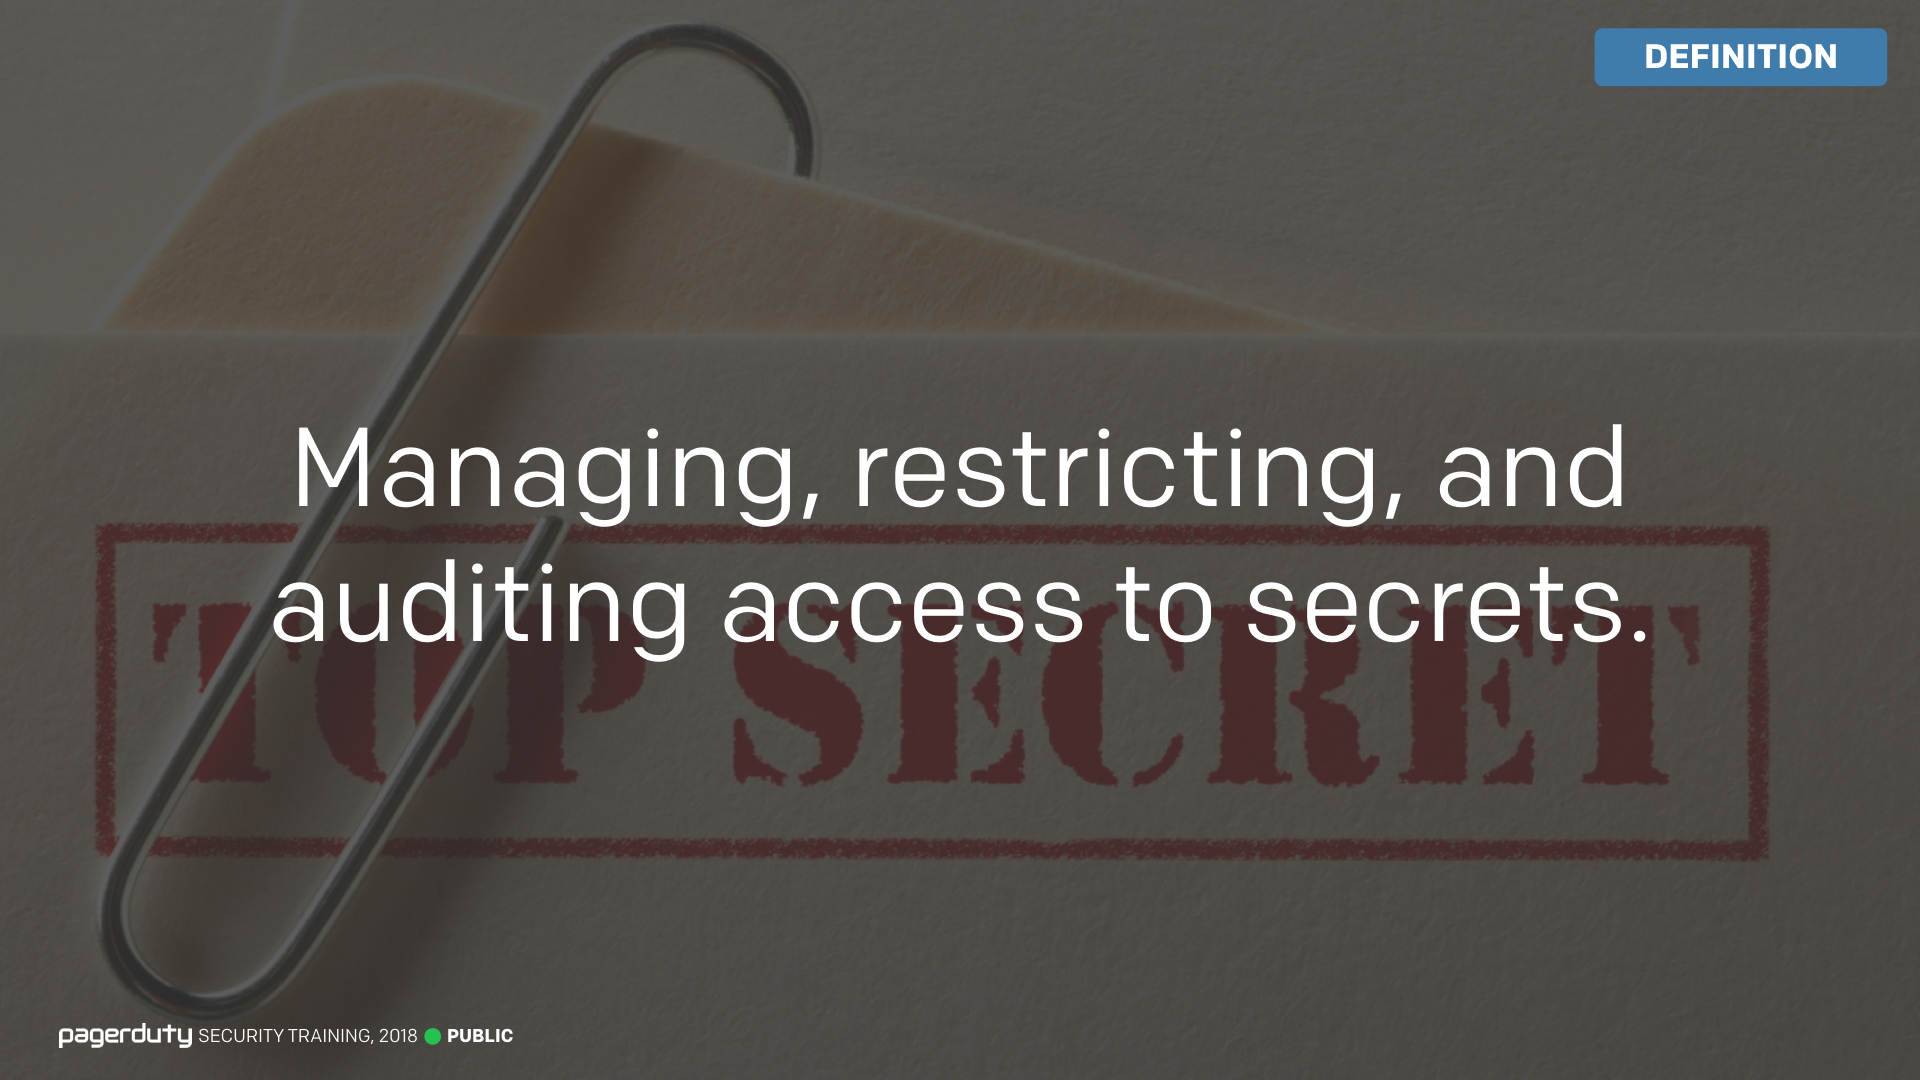 DEFINITION
Managing, restricting, and
auditing access to secrets.
TOP SECRET
pagerduty SECURITY TRAINING, 2018 PUBLIC